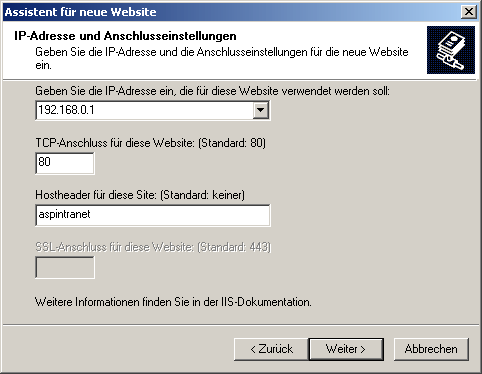 Assistent für neue Website
IP-Adresse und Anschlusseinstellungen
Geben Sie die IP-Adresse und die Anschlusseinstellungen für die neue Website
ein.
Geben Sie die IP-Adresse ein, die für diese Website verwendet werden soll:
192.168.0.1
TCP-Anschluss für diese Website: (Standard: 80)
80
Hostheader für diese Site: (Standard: keiner)
aspintranet
SSL-Anschluss für diese Website: (Standard: 443)
Weitere Informationen finden Sie in der IIS-Dokumentation.
< Zurück Weiter > Abbrechen